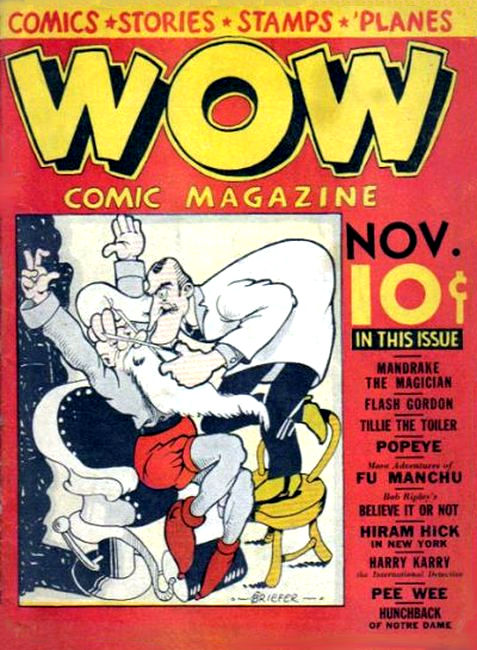 COMICS ★ STORIES ★ STAMPS ★ 'PLANES
WOW
COMIC MAGAZINE
NOV.
10¢
IN THIS ISSUE
MANDRAKE
THE MAGICIAN
FLASH GORDON
TILLIE THE TOILER
POPEYE
More Adventures of
FU MANCHU
Bob Ripley's
BELIEVE IT OR NOT
HIRAM HICK
IN NEW YORK
HARRY KARRY
the International Detective
PEE WEE
HUNCHBACK
OF NOTRE DAME
BRIEFER